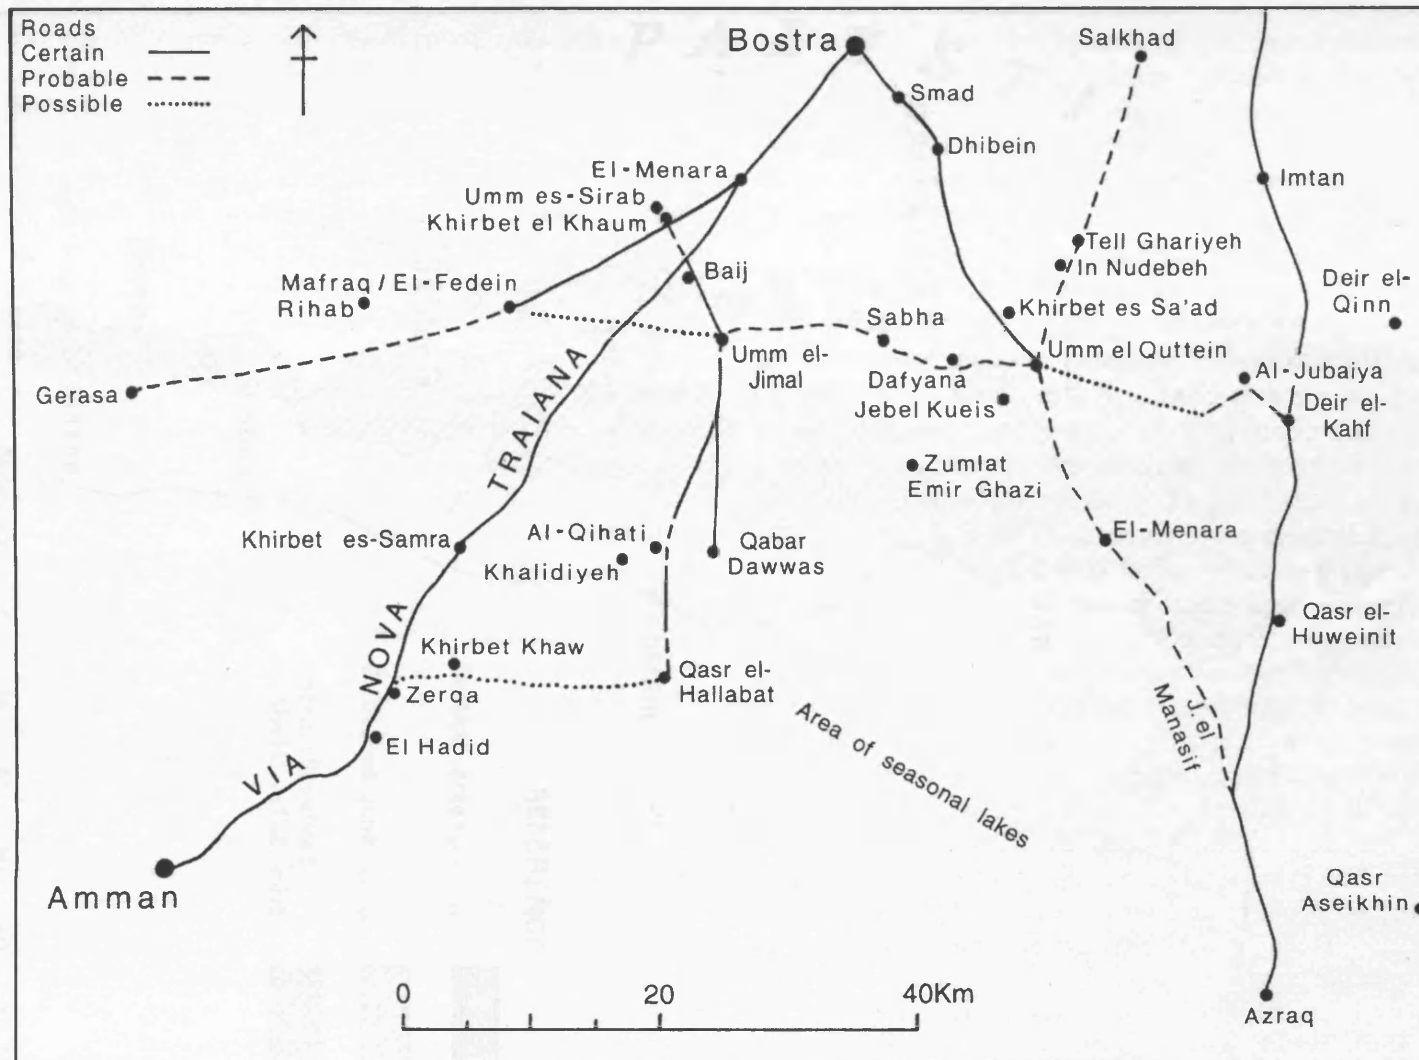 Roads
Certain
Probable
Possible
Bostra
Salkhad
Smad
Dhibein
El-Menara
Umm es-Sirab
Khirbet el Khaum
Imtan
Tell Ghariyeh
In Nudebeh
Baij
Mafraq / El-Fedein
Rihab
Deir el-
Qinn
Khirbet es Sa'ad
Sabha
Umm el-
Jimal
Umm el Quttein
Gerasa
Dafyana
Jebel Kueis
Al-Jubaiya
Deir el-
Kahf
Zumlat
Emir Ghazi
VIA NOVA TRAIANA
Khirbet es-Samra
Al-Qihati
Khalidiyeh
Qabar
Dawwas
El-Menara
Qasr el-
Huweinit
Khirbet Khaw
Zerqa
Qasr el-
Hallabat
El Hadid
J. el
Manasif
Area of seasonal lakes
Amman
Qasr
Aseikhin
0 20 40Km
Azraq